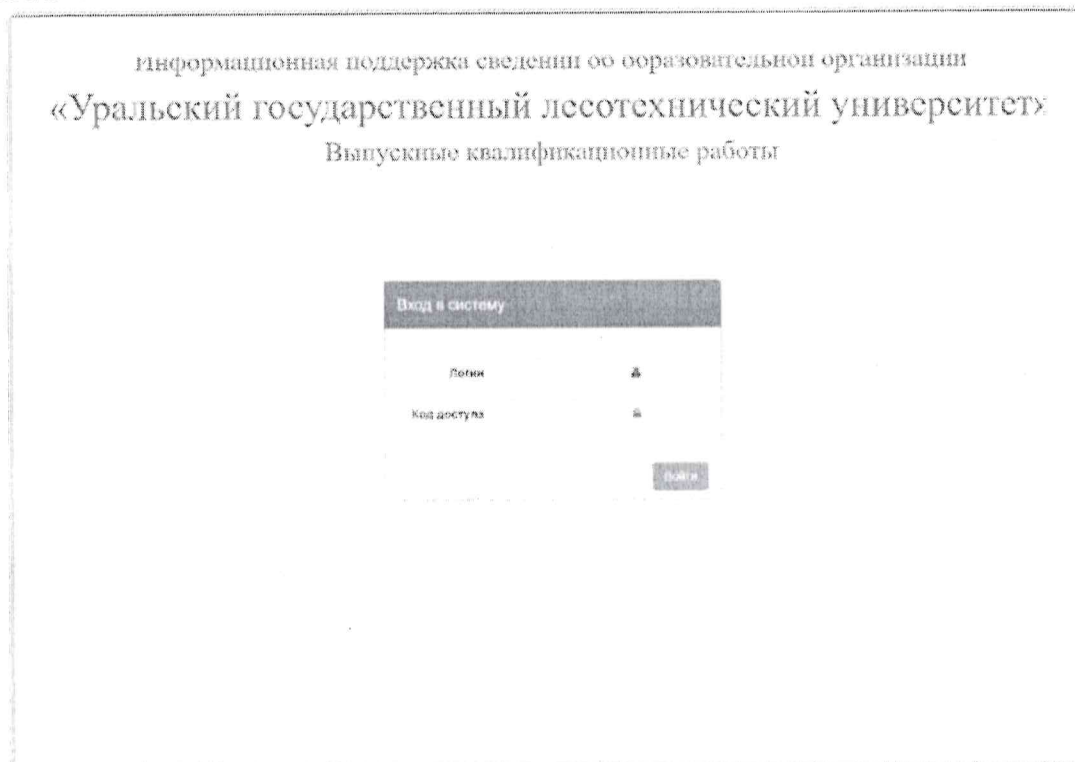 Информационная поддержка сведений об образовательной организации
«Уральский государственный лесотехнический университет»
Выпускные квалификационные работы
Вход в систему
Логин
Код доступа
Войти